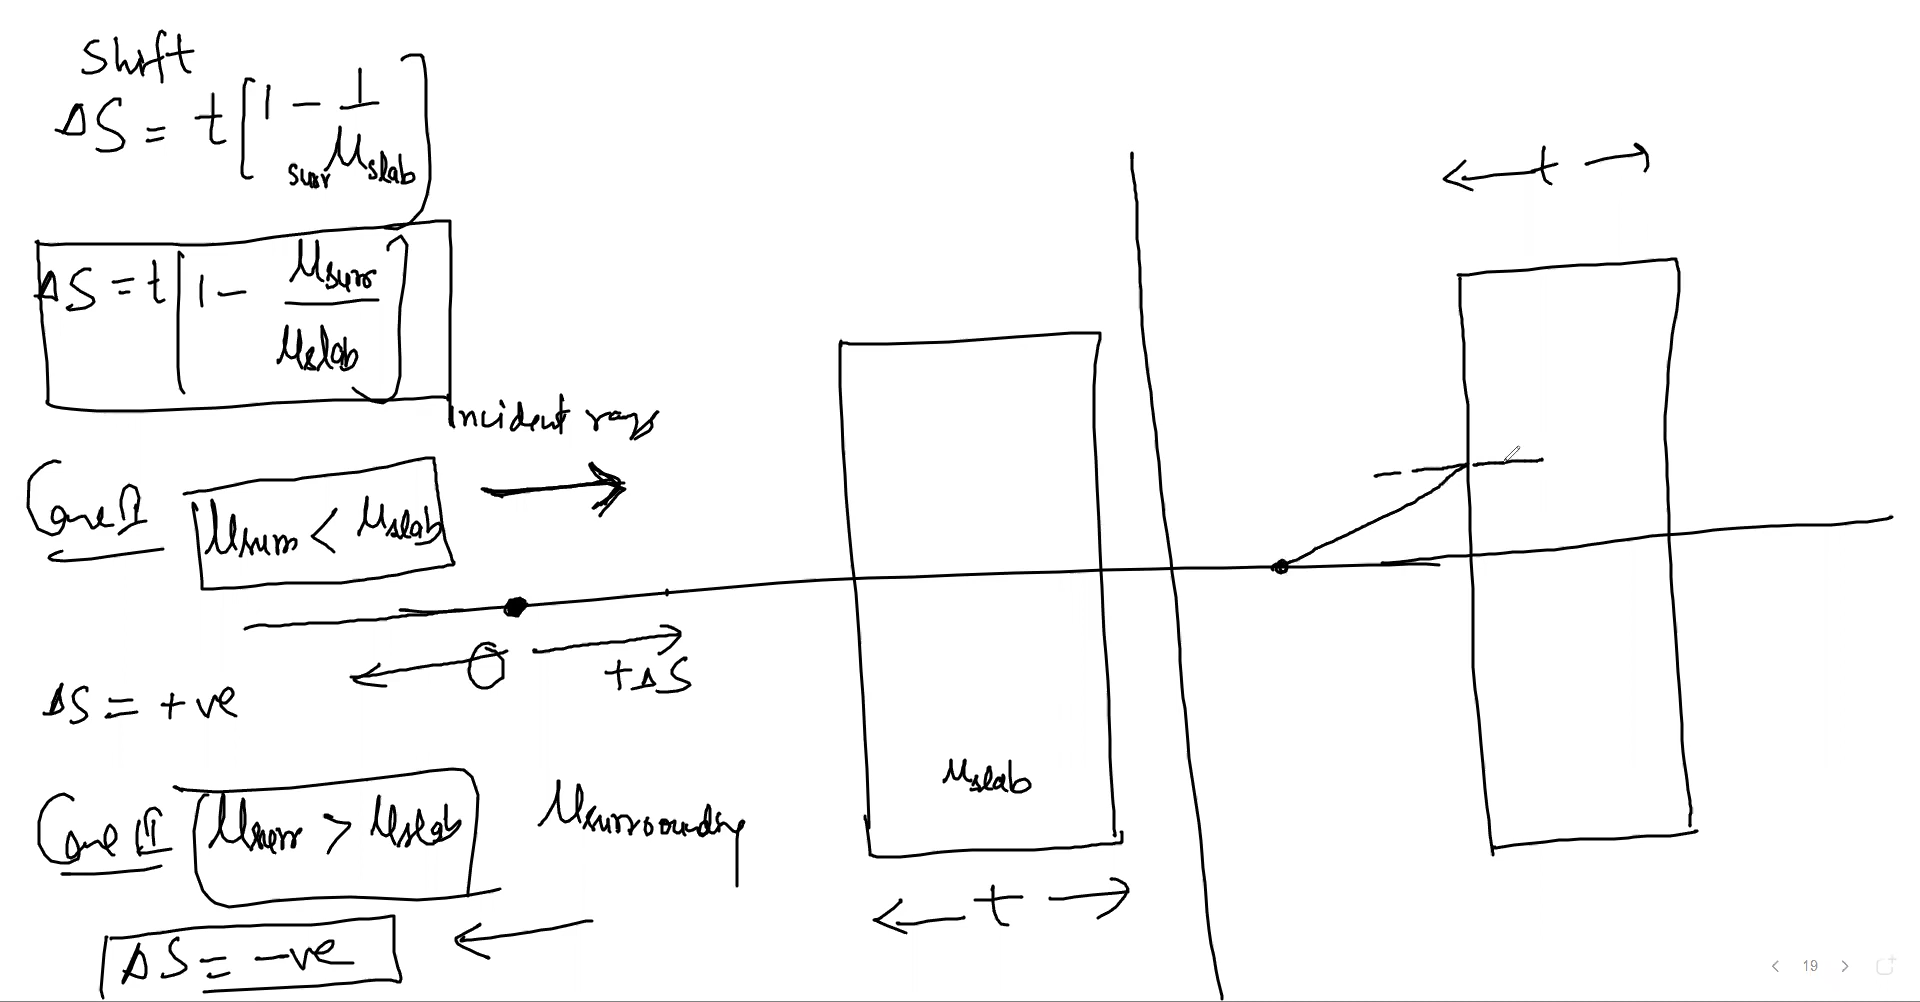 Shift
ΔS = t[1 - 1/surrμslab]
ΔS = t[1 - μsurr/μslab]
Incident rays
Case I μsurr < μslab
O
+ΔS
ΔS = +ve
Case II μsurr > μslab
μsurrounding
ΔS = -ve
μslab
t
t
19